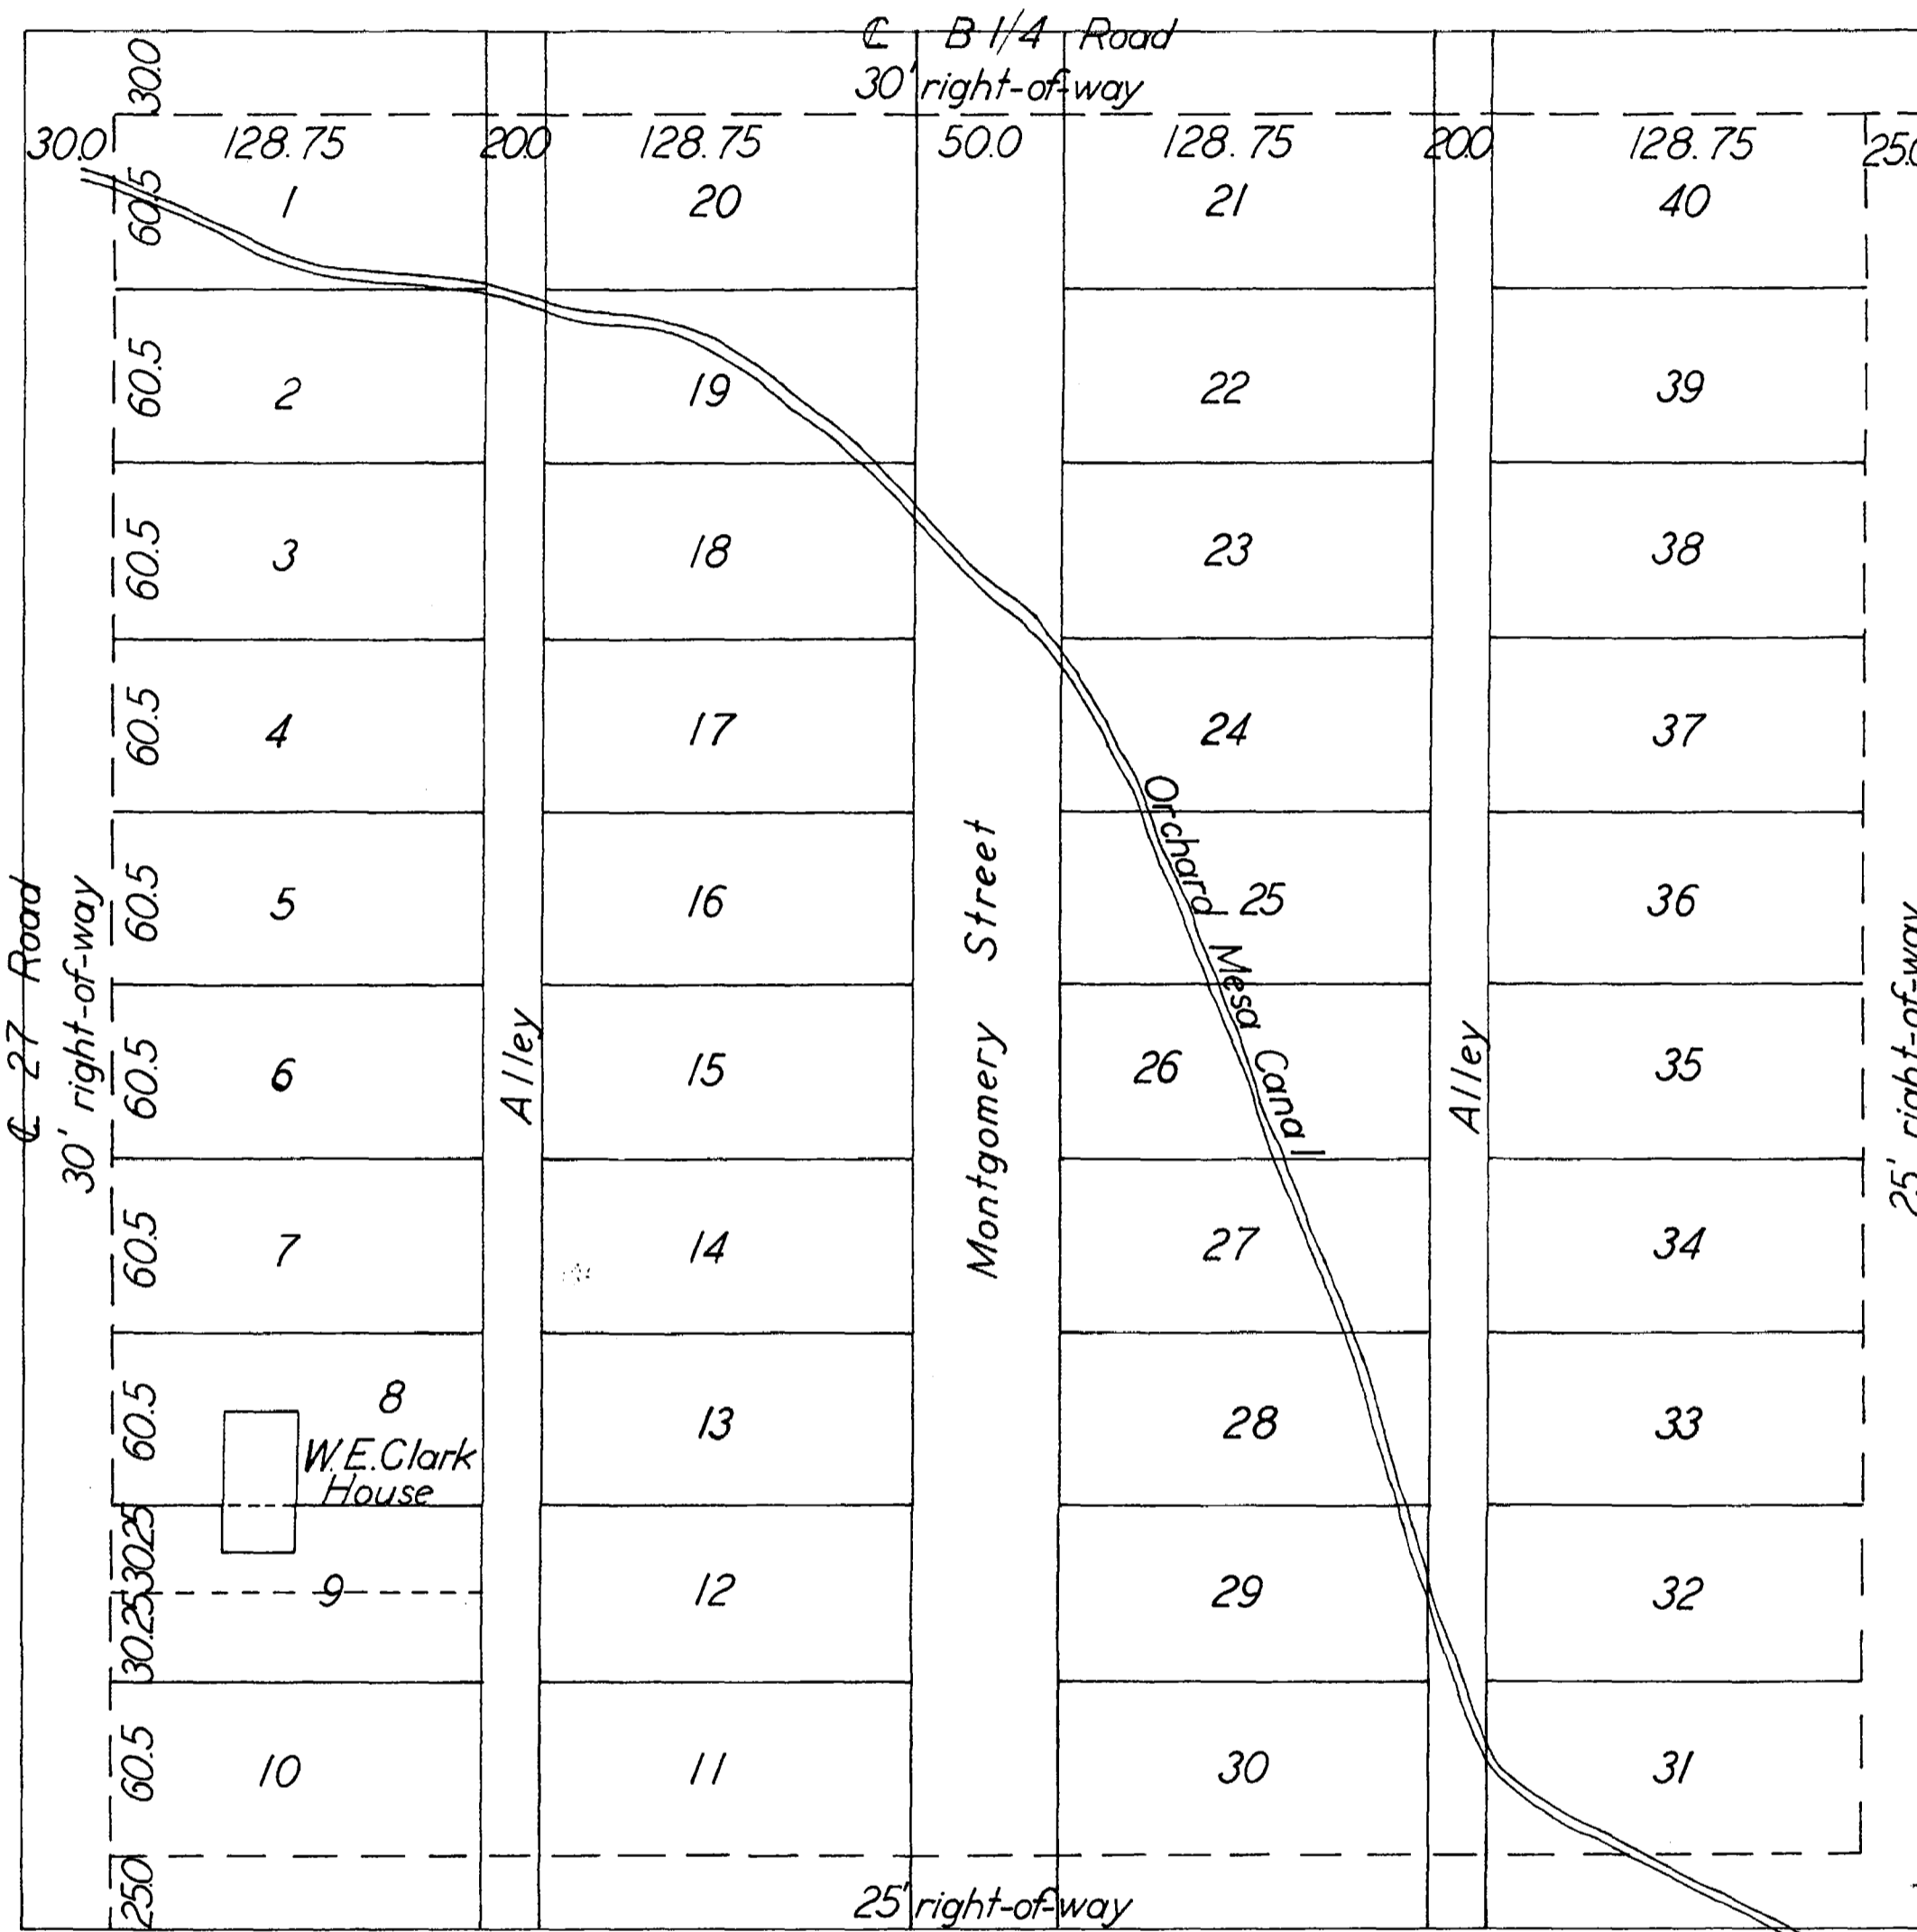 ℄ B 1/4 Road
30' right-of-way
30.0
30.0 128.75 20.0 128.75 50.0 128.75 20.0 128.75 25.0
60.5 1 20 21 40
60.5 2 19 22 39
60.5 3 18 23 38
60.5 4 17 24 37
60.5 5 16 25 36
60.5 6 15 26 35
60.5 7 14 27 34
60.5 8 13 28 33
W.E.Clark
House
30.25 9 12 29 32
30.25
60.5 10 11 30 31
25.0
25' right-of-way
℄ 27 Road
30' right-of-way
Alley
Montgomery Street
Orchard Mesa Canal
Alley
25' right-of-way